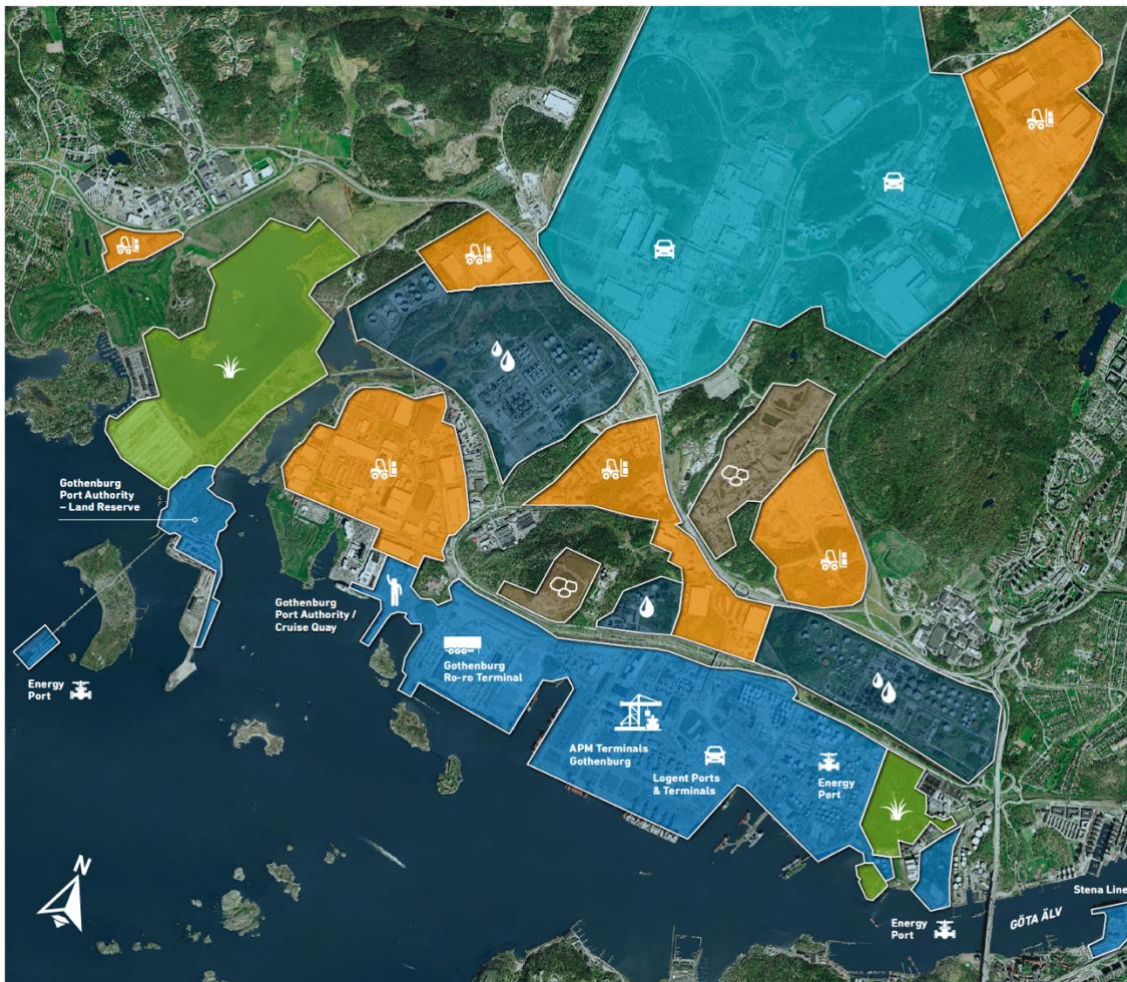 Gothenburg
Port Authority
– Land Reserve
Gothenburg
Port Authority /
Cruise Quay
Gothenburg
Ro-ro Terminal
Energy
Port
APM Terminals
Gothenburg
Logent Ports
& Terminals
Energy
Port
N
Stena Line
GÖTA ÄLV
Energy
Port